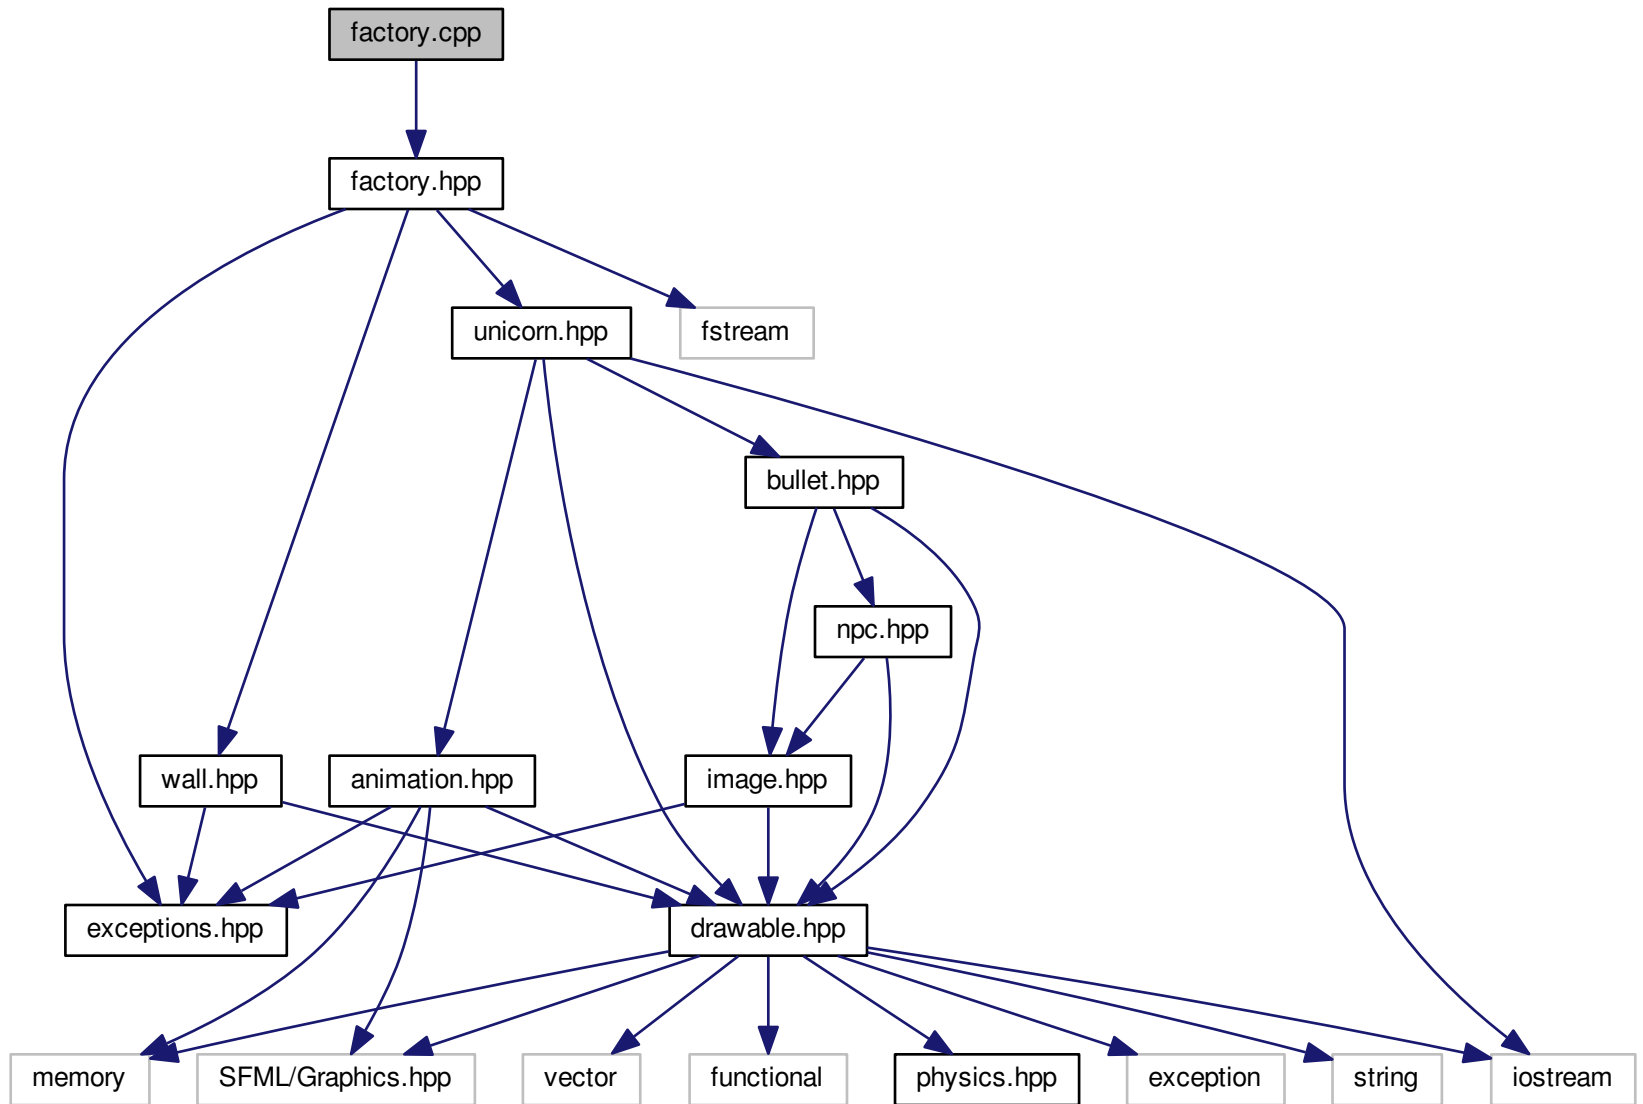 factory.cpp
factory.hpp
unicorn.hpp
fstream
bullet.hpp
npc.hpp
wall.hpp
animation.hpp
image.hpp
exceptions.hpp
drawable.hpp
memory
SFML/Graphics.hpp
vector
functional
physics.hpp
exception
string
iostream